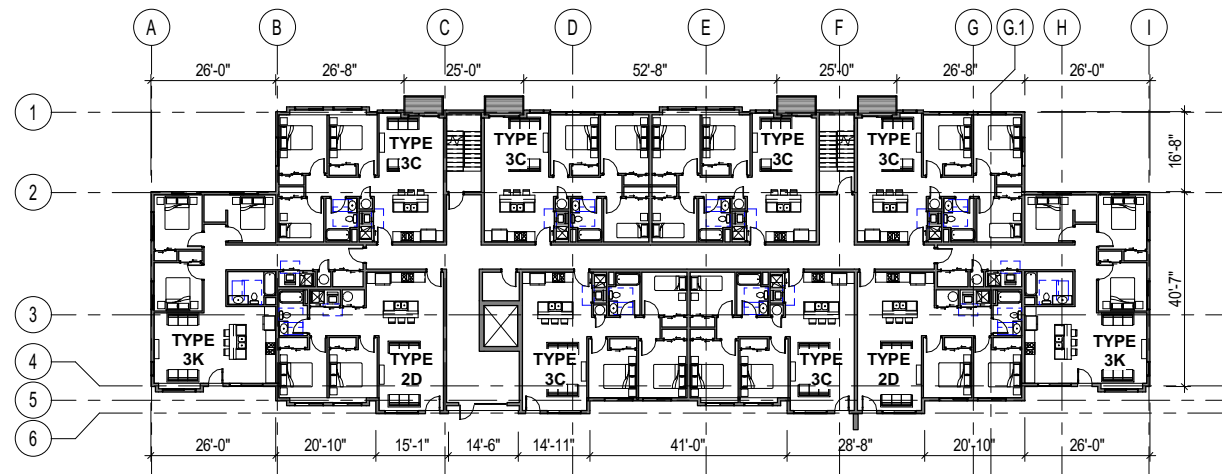 A B C D E F G G.1 H I
26'-0" 26'-8" 25'-0" 52'-8" 25'-0" 26'-8" 26'-0"
1
16'-8"
TYPE 3C
TYPE 3C
TYPE 3C
TYPE 3C
2
40'-7"
3
TYPE 3K
TYPE 2D
TYPE 3C
TYPE 3C
TYPE 2D
TYPE 3K
4
5
6
26'-0" 20'-10" 15'-1" 14'-6" 14'-11" 41'-0" 28'-8" 20'-10" 26'-0"